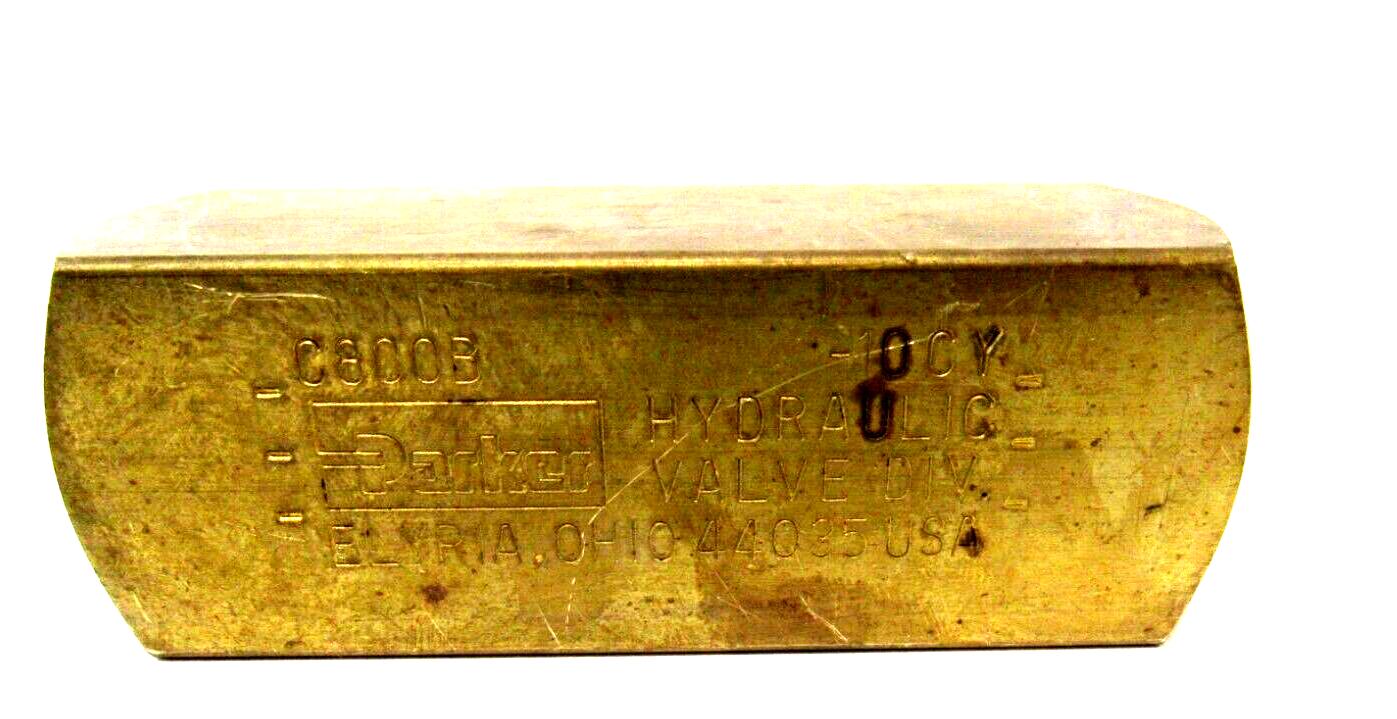 C800B -10CY
Parker HYDRAULIC
VALVE DIV.
ELYRIA, OHIO 44035 USA